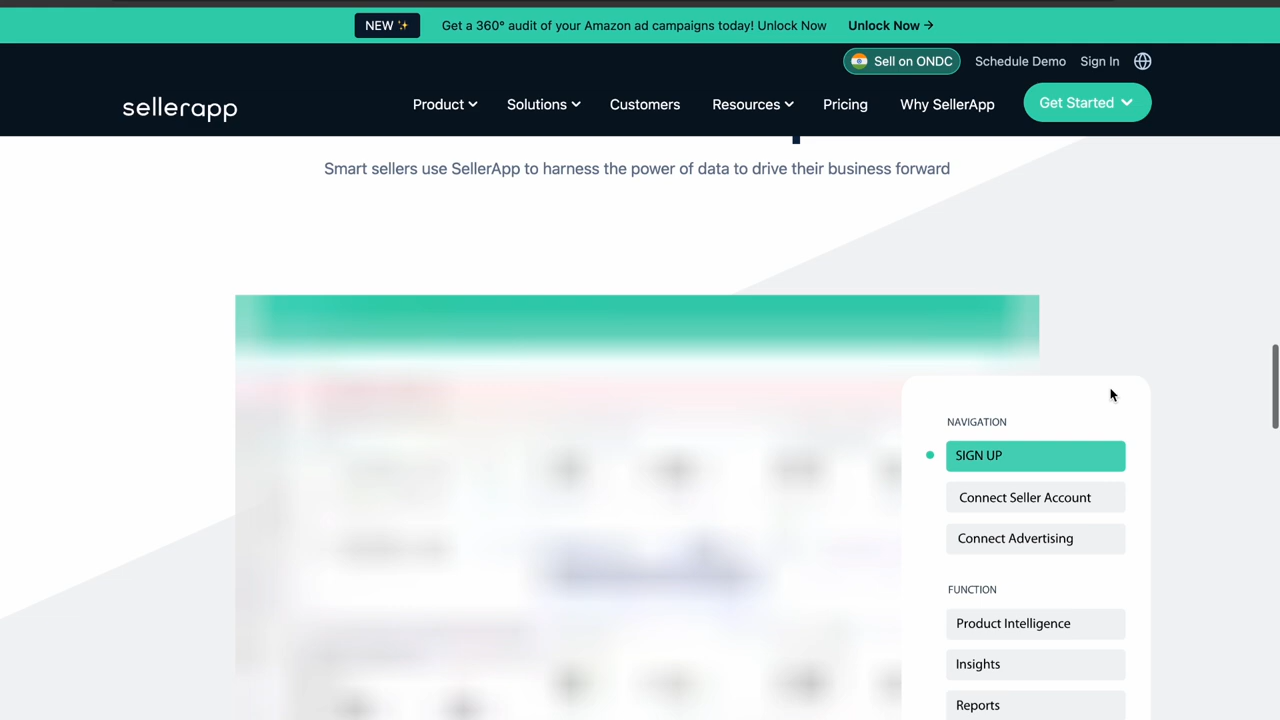 NEW ✨ Get a 360° audit of your Amazon ad campaigns today! Unlock Now Unlock Now →
Sell on ONDC Schedule Demo Sign In
sellerapp Product Solutions Customers Resources Pricing Why SellerApp Get Started
Smart sellers use SellerApp to harness the power of data to drive their business forward
NAVIGATION
SIGN UP
Connect Seller Account
Connect Advertising
FUNCTION
Product Intelligence
Insights
Reports